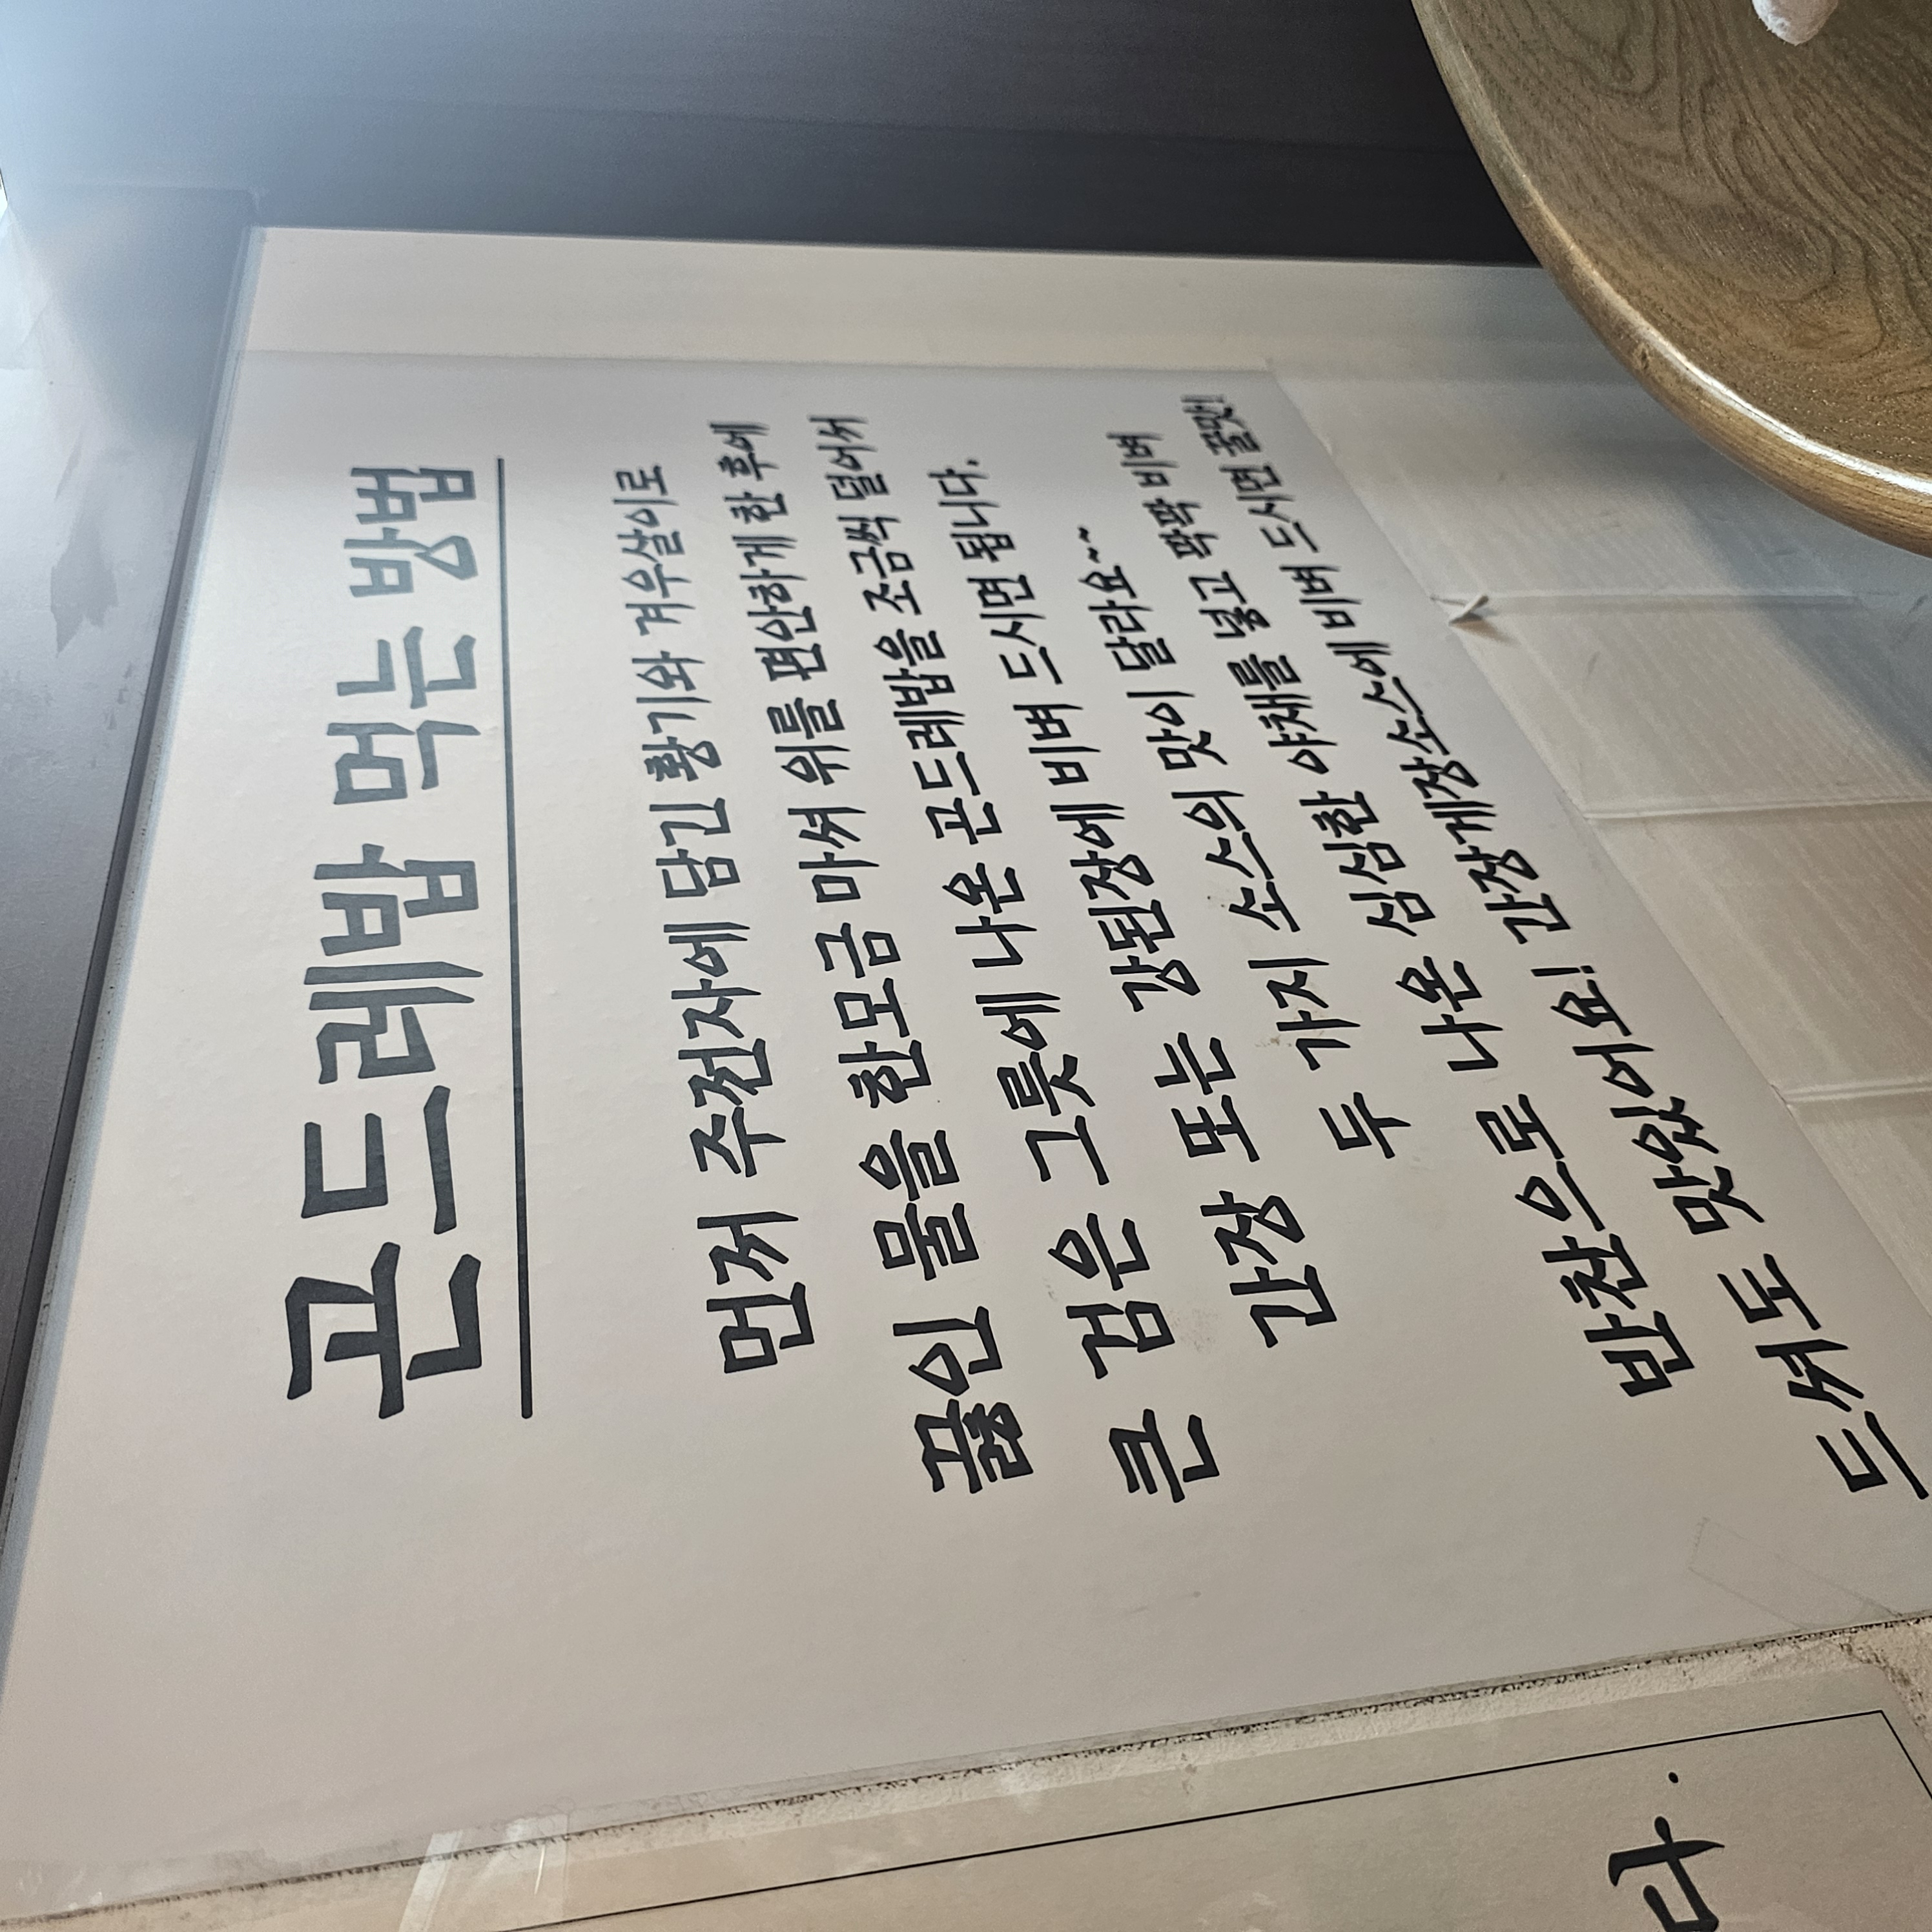 곤드레밥 먹는 방법
먼저 주전자에 담긴 황기와 겨우살이로
끓인 물을 한모금 마셔 위를 편안하게 한 후에
큰 검은 그릇에 나온 곤드레밥을 조금씩 덜어서
간장 또는 강된장에 비벼 드시면 됩니다.
두 가지 소스의 맛이 달라요~~
반찬으로 나온 심심한 야채를 넣고 팍팍 비벼
드셔도 맛있어요! 간장게장소스에 비벼 드시면 꿀맛!
다.